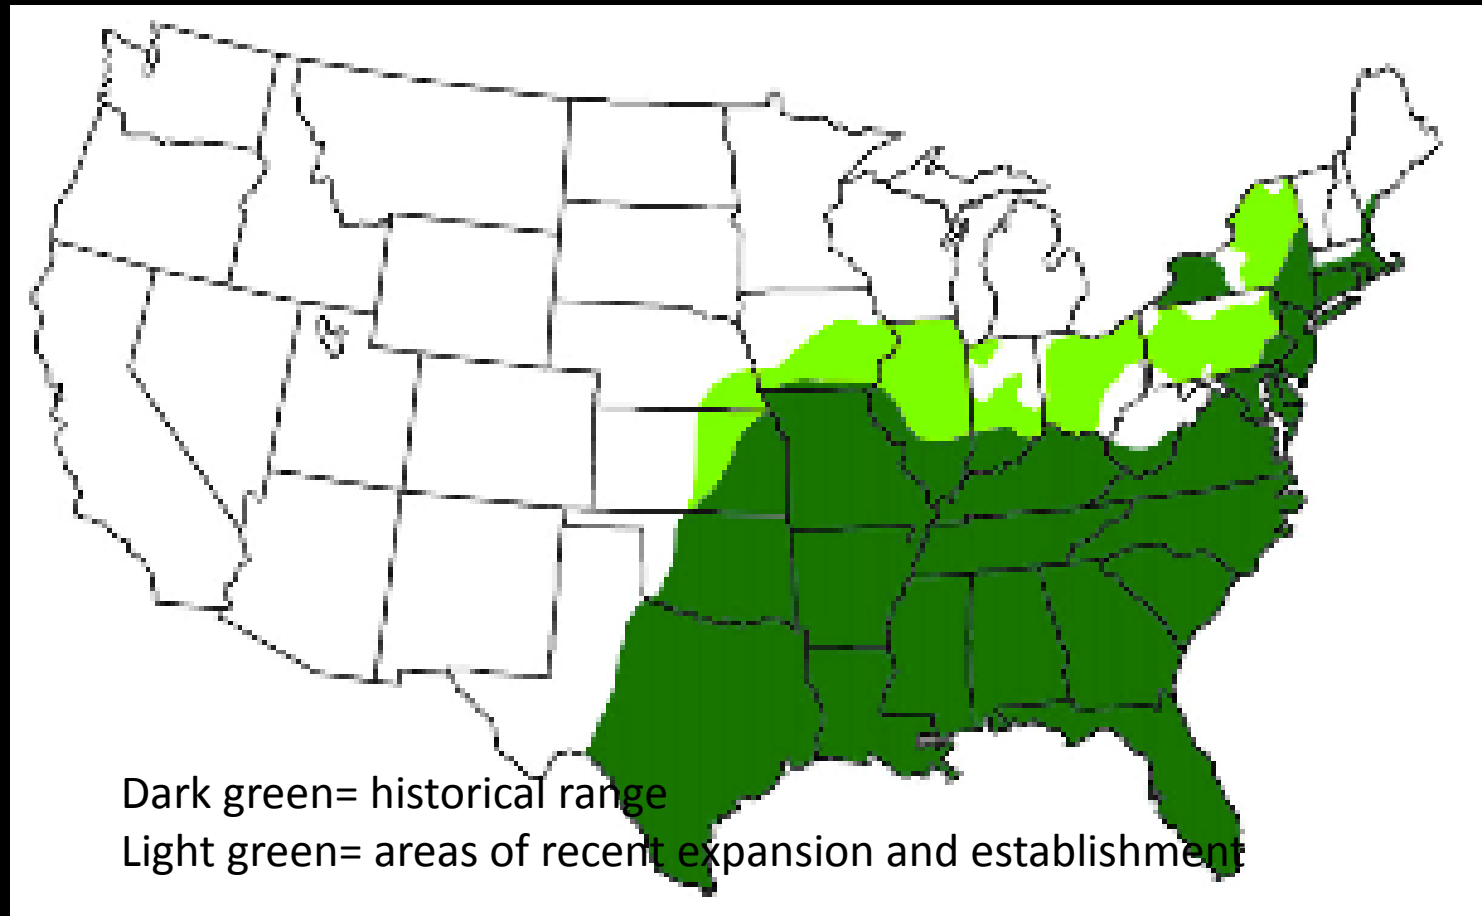 Dark green= historical range
Light green= areas of recent expansion and establishment